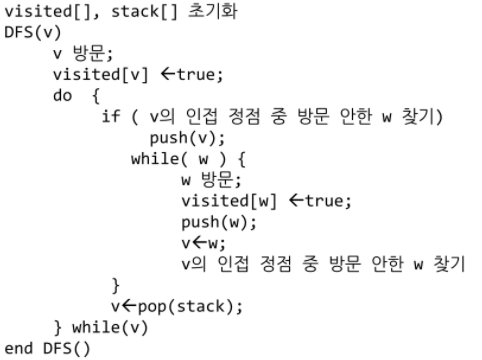 visited[], stack[] 초기화
DFS(v)
v 방문;
visited[v] ←true;
do {
if ( v의 인접 정점 중 방문 안한 w 찾기)
push(v);
while( w ) {
w 방문;
visited[w] ←true;
push(w);
v←w;
v의 인접 정점 중 방문 안한 w 찾기
}
v←pop(stack);
} while(v)
end DFS()